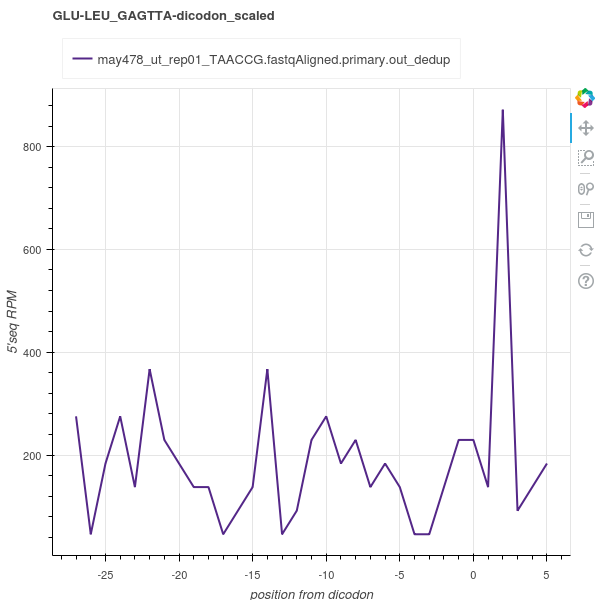 GLU-LEU_GAGTTA-dicodon_scaled
may478_ut_rep01_TAACCG.fastqAligned.primary.out_dedup
800
600
400
200
5'seq RPM
-25 -20 -15 -10 -5 0 5
position from dicodon